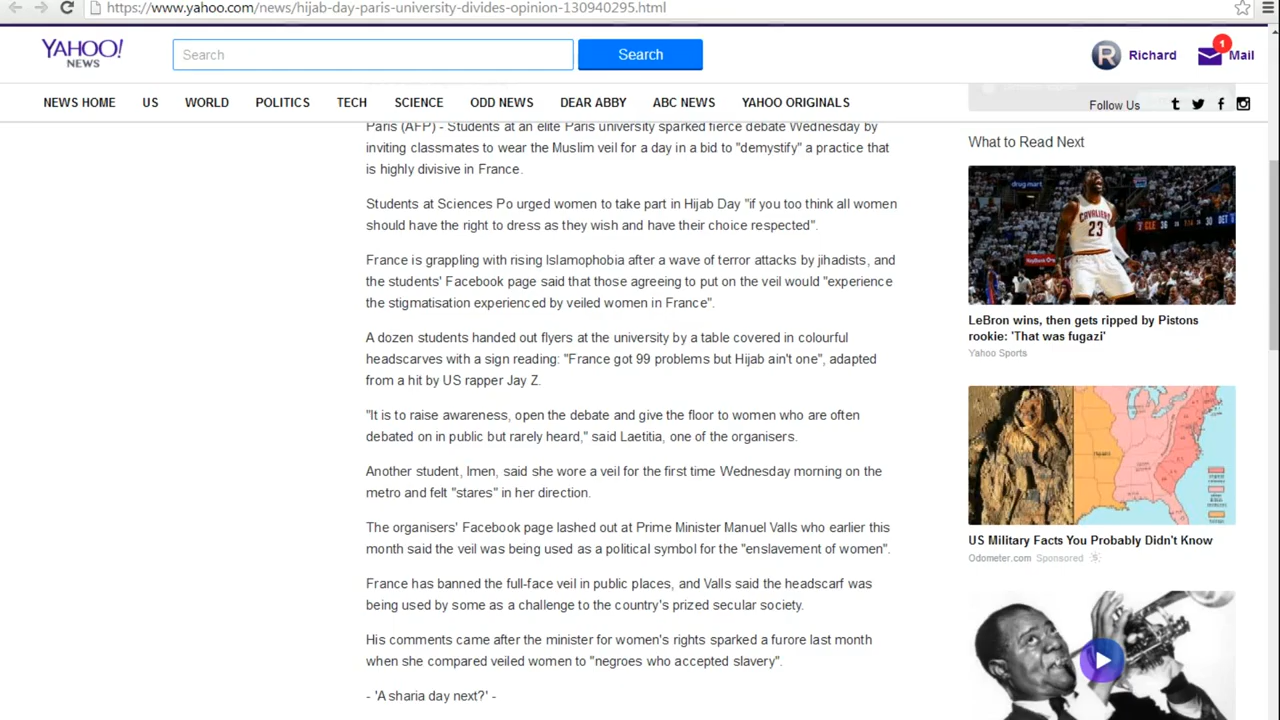 https://www.yahoo.com/news/hijab-day-paris-university-divides-opinion-130940295.html
YAHOO!
NEWS
Search
Search
R
Richard
1
Mail
NEWS HOME
US
WORLD
POLITICS
TECH
SCIENCE
ODD NEWS
DEAR ABBY
ABC NEWS
YAHOO ORIGINALS
Follow Us
Paris (AFP) - Students at an elite Paris university sparked fierce debate Wednesday by
inviting classmates to wear the Muslim veil for a day in a bid to "demystify" a practice that
is highly divisive in France.
Students at Sciences Po urged women to take part in Hijab Day "if you too think all women
should have the right to dress as they wish and have their choice respected".
France is grappling with rising Islamophobia after a wave of terror attacks by jihadists, and
the students' Facebook page said that those agreeing to put on the veil would "experience
the stigmatisation experienced by veiled women in France".
A dozen students handed out flyers at the university by a table covered in colourful
headscarves with a sign reading: "France got 99 problems but Hijab ain't one", adapted
from a hit by US rapper Jay Z.
"It is to raise awareness, open the debate and give the floor to women who are often
debated on in public but rarely heard," said Laetitia, one of the organisers.
Another student, Imen, said she wore a veil for the first time Wednesday morning on the
metro and felt "stares" in her direction.
The organisers' Facebook page lashed out at Prime Minister Manuel Valls who earlier this
month said the veil was being used as a political symbol for the "enslavement of women".
France has banned the full-face veil in public places, and Valls said the headscarf was
being used by some as a challenge to the country's prized secular society.
His comments came after the minister for women's rights sparked a furore last month
when she compared veiled women to "negroes who accepted slavery".
- 'A sharia day next?' -
What to Read Next
drug mart
CAVALIERS
23
LeBron wins, then gets ripped by Pistons
rookie: 'That was fugazi'
Yahoo Sports
US Military Facts You Probably Didn't Know
Odometer.com Sponsored